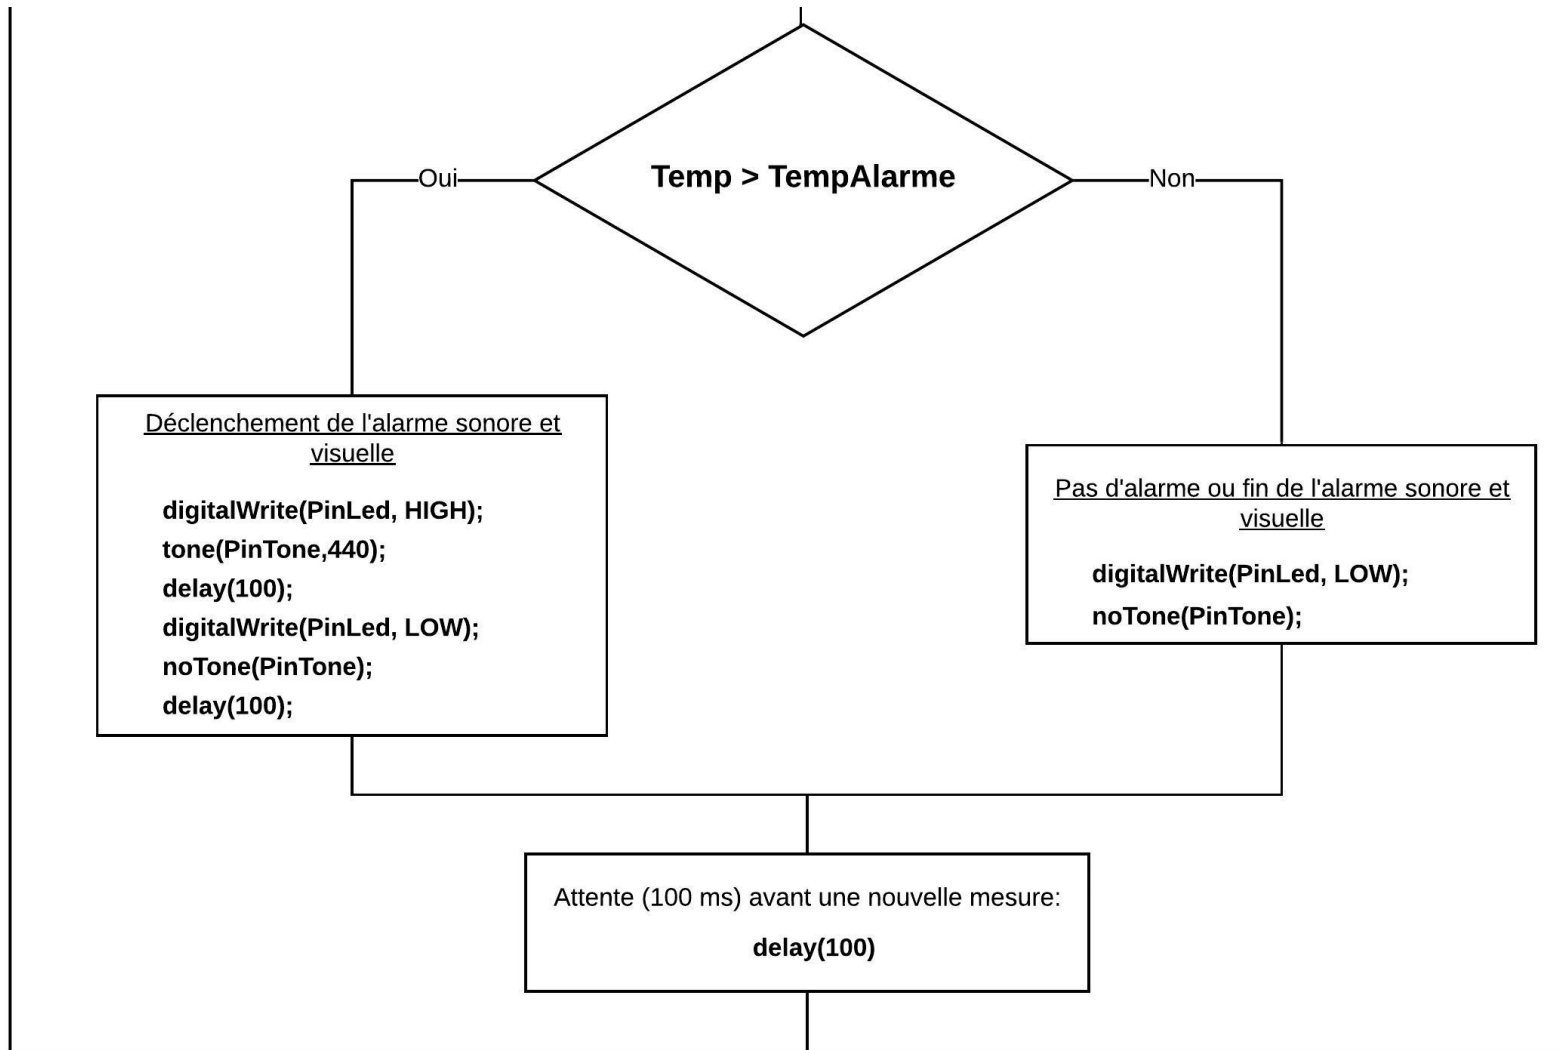 Temp > TempAlarme
Oui
Non
Déclenchement de l'alarme sonore et
visuelle
digitalWrite(PinLed, HIGH);
tone(PinTone,440);
delay(100);
digitalWrite(PinLed, LOW);
noTone(PinTone);
delay(100);
Pas d'alarme ou fin de l'alarme sonore et
visuelle
digitalWrite(PinLed, LOW);
noTone(PinTone);
Attente (100 ms) avant une nouvelle mesure:
delay(100)